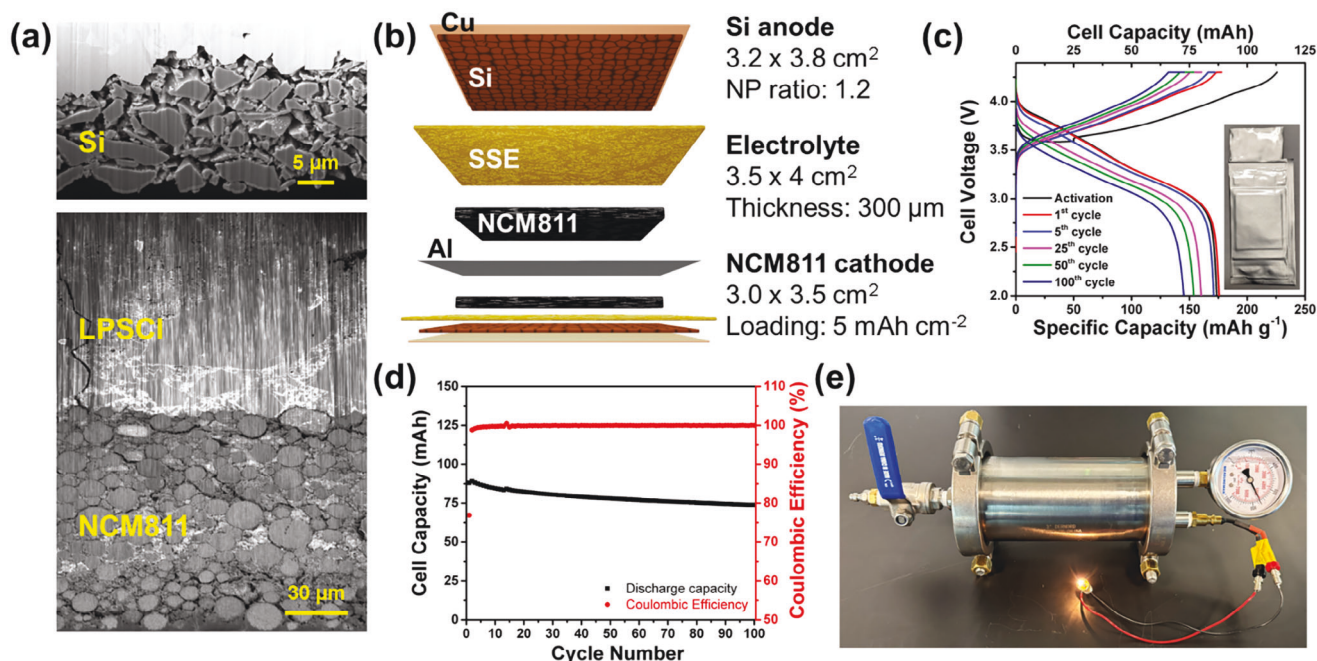 (a)
Si
5 µm
LPSCl
NCM811
30 µm
(b)
Cu
Si
SSE
NCM811
Al
Si anode
3.2 x 3.8 cm²
NP ratio: 1.2
Electrolyte
3.5 x 4 cm²
Thickness: 300 µm
NCM811 cathode
3.0 x 3.5 cm²
Loading: 5 mAh cm⁻²
(c)
Cell Capacity (mAh)
0 25 50 75 100 125
Cell Voltage (V)
4.0
3.5
3.0
2.5
2.0
Activation
1ˢᵗ cycle
5ᵗʰ cycle
25ᵗʰ cycle
50ᵗʰ cycle
100ᵗʰ cycle
0 50 100 150 200 250
Specific Capacity (mAh g⁻¹)
(d)
Cell Capacity (mAh)
150
125
100
75
50
25
0
Coulombic Efficiency (%)
110
100
90
80
70
60
50
Discharge capacity
Coulombic Efficiency
0 10 20 30 40 50 60 70 80 90 100
Cycle Number
(e)